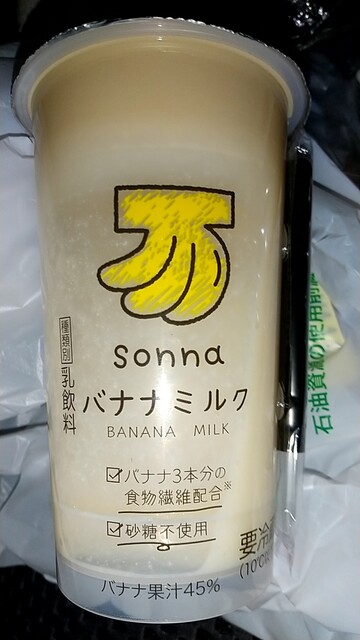 sonna
バナナミルク
BANANA MILK
種類別 乳飲料
バナナ3本分の
食物繊維配合※
砂糖不使用
要冷
(10℃
バナナ果汁45%
石油資源の使用削